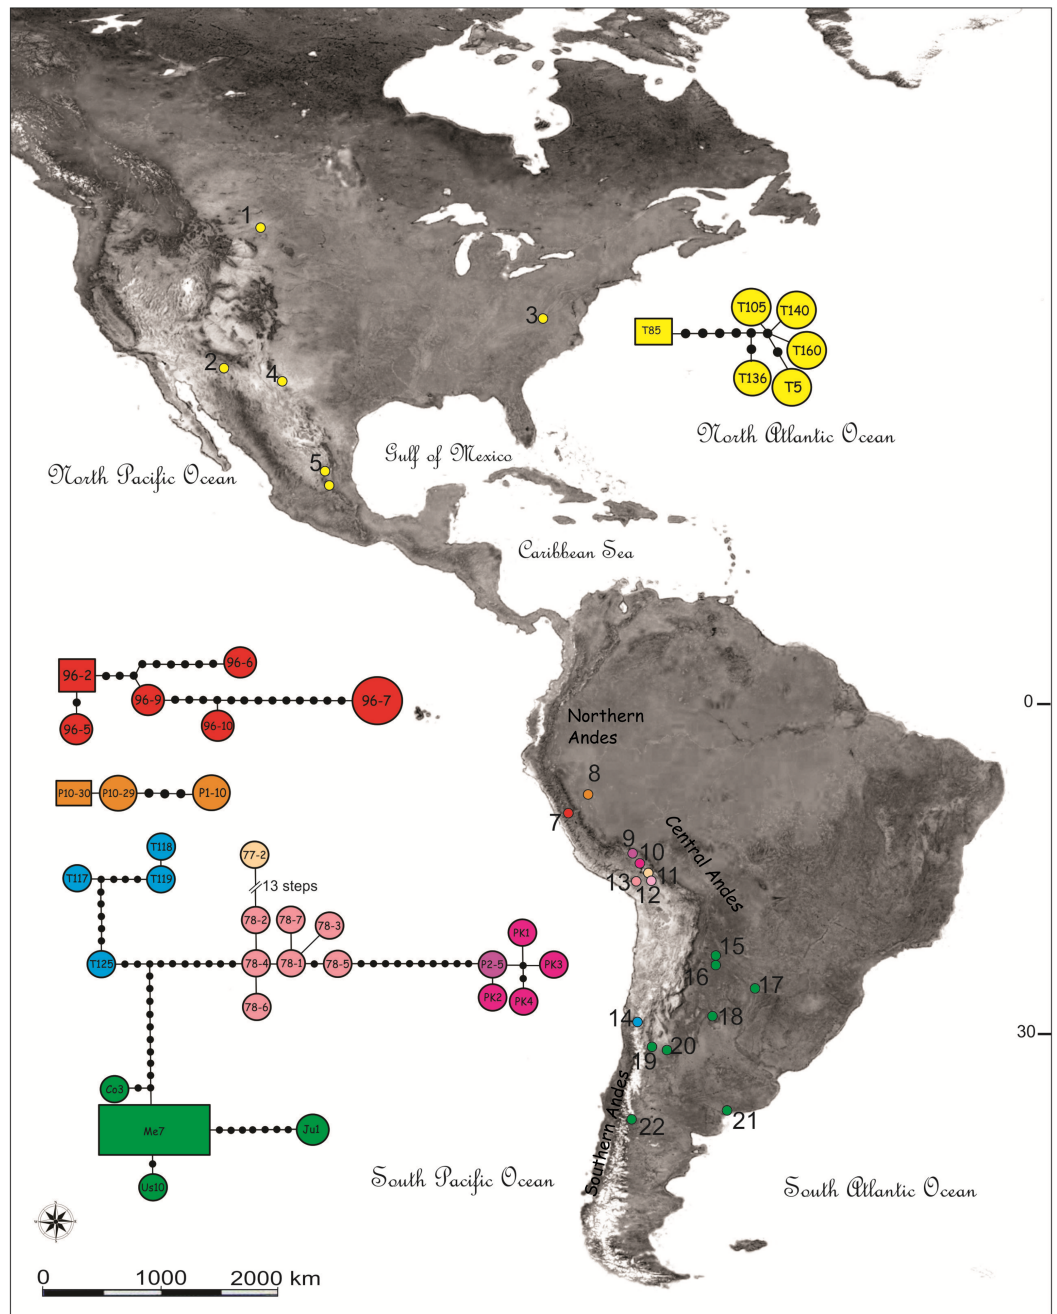 1
3
T105
T140
T85
T160
2
4
T136
T5
North Atlantic Ocean
5
Gulf of Mexico
North Pacific Ocean
Caribbean Sea
96-2
96-6
96-9
96-7
96-5
96-10
0
Northern
Andes
8
P10-30
P10-29
P1-10
7
Central Andes
9
10
11
13
12
T118
T117
T119
77-2
13 steps
78-2
78-7
78-3
T125
78-4
78-1
78-5
78-6
P2-5
PK1
PK3
PK2
PK4
15
16
17
18
14
30
19
20
Southern Andes
21
22
Co3
Me7
Ju1
Us10
South Pacific Ocean
South Atlantic Ocean
0
1000
2000 km